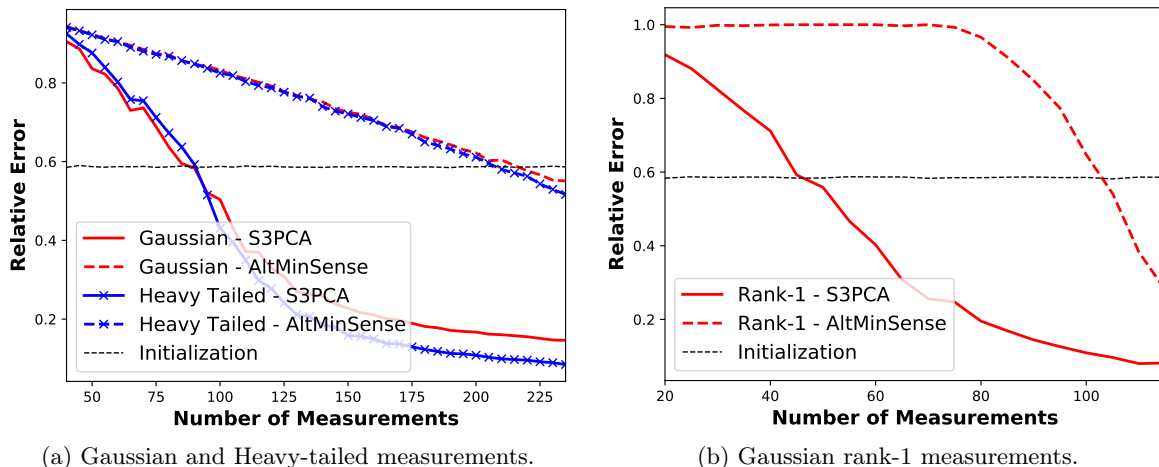 0.8
0.6
0.4
0.2
Relative Error
Gaussian - S3PCA
Gaussian - AltMinSense
Heavy Tailed - S3PCA
Heavy Tailed - AltMinSense
Initialization
50 75 100 125 150 175 200 225
Number of Measurements
(a) Gaussian and Heavy-tailed measurements.
1.0
0.8
0.6
0.4
0.2
Relative Error
Rank-1 - S3PCA
Rank-1 - AltMinSense
Initialization
20 40 60 80 100
Number of Measurements
(b) Gaussian rank-1 measurements.